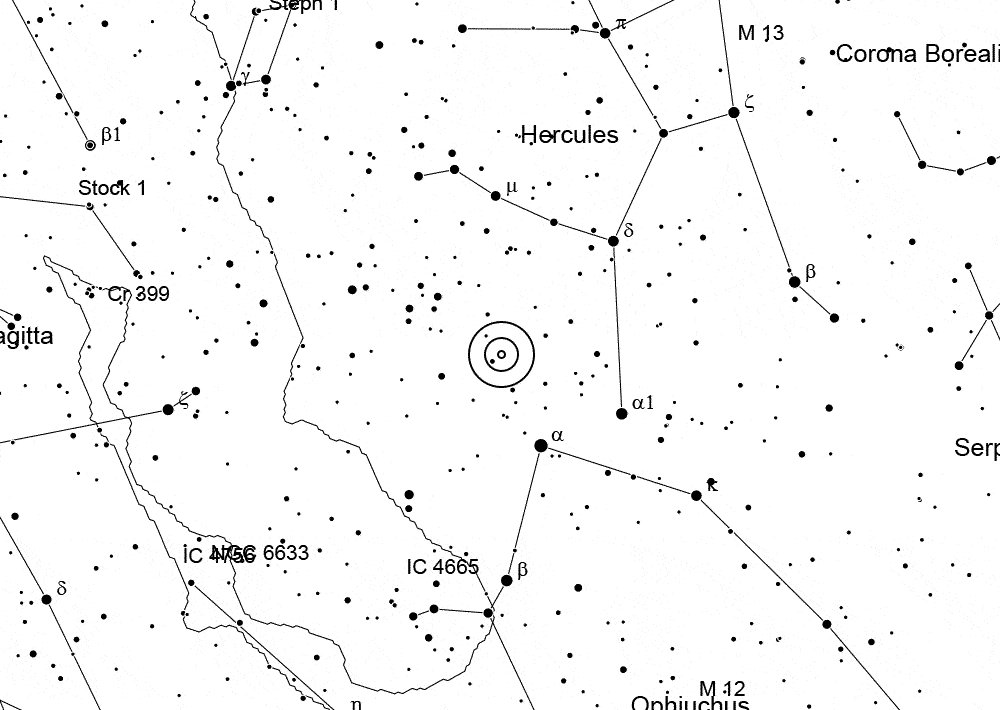 Steph 1
π
M 13
Corona Boreali
γ
ζ
β1
Hercules
Stock 1
μ
δ
β
Cr 399
agitta
ζ
α1
α
Serp
κ
IC 4756
NGC 6633
IC 4665
β
δ
M 12
η
Ophiuchus